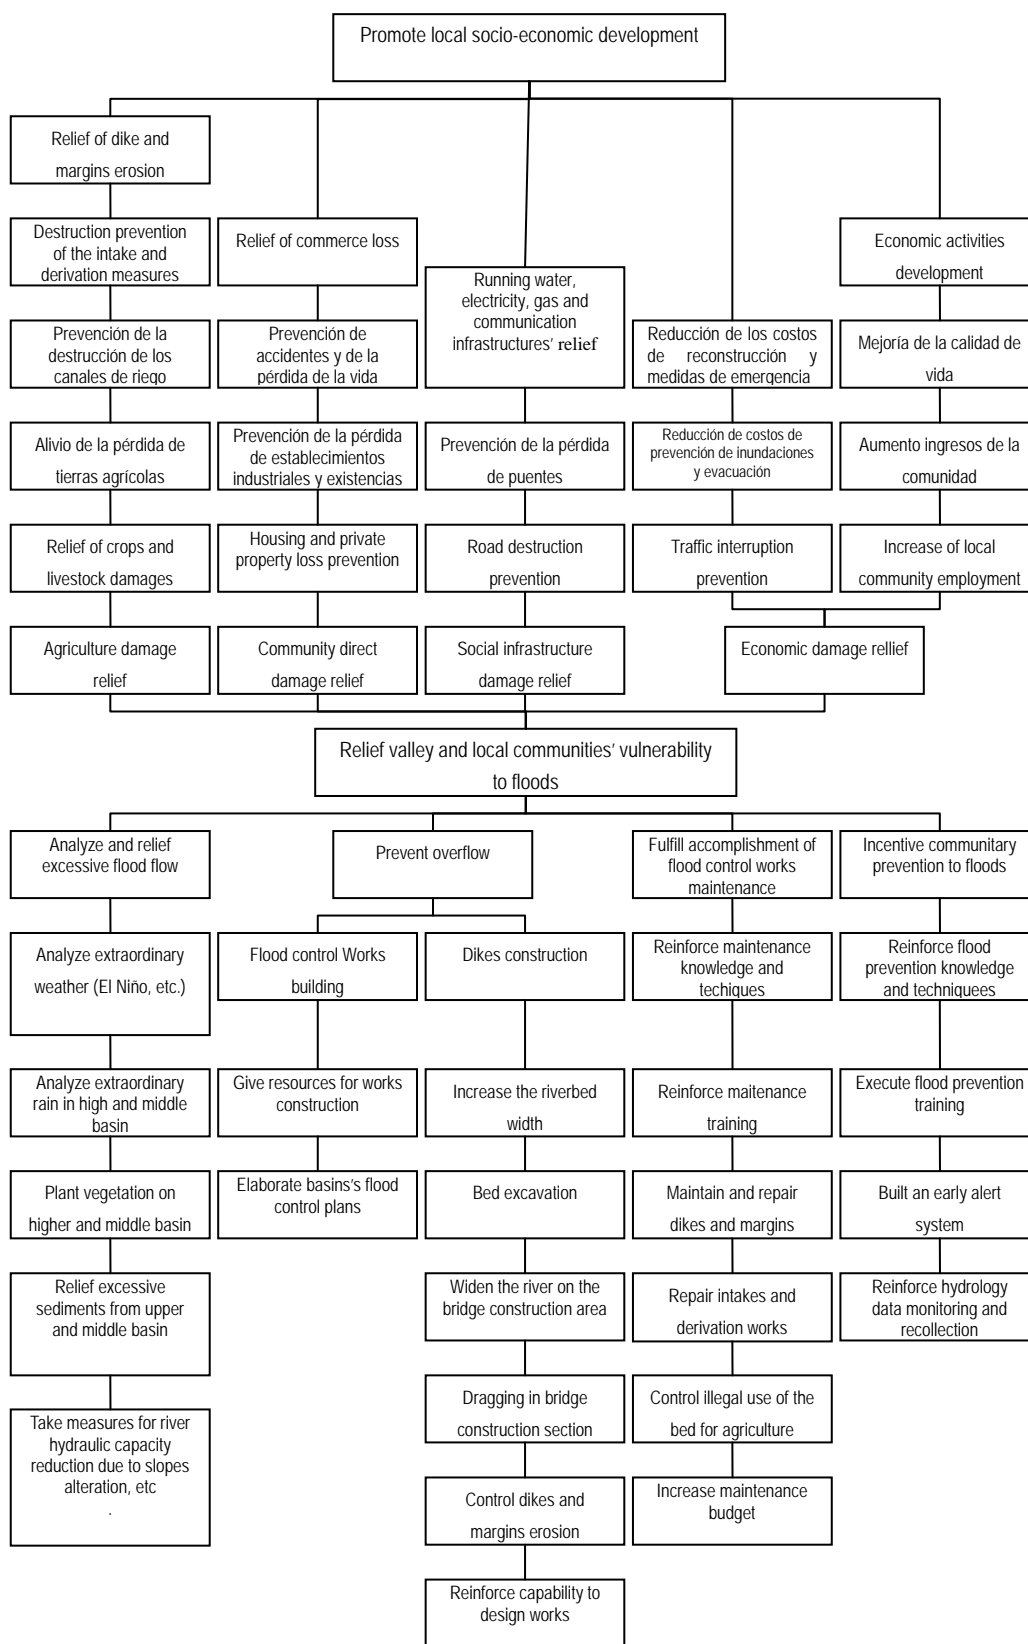 Promote local socio-economic development
Relief of dike and
margins erosion
Destruction prevention
of the intake and
derivation measures
Relief of commerce loss
Running water,
electricity, gas and
communication
infrastructures' relief
Economic activities
development
Prevención de la
destrucción de los
canales de riego
Prevención de
accidentes y de la
pérdida de la vida
Reducción de los costos
de reconstrucción y
medidas de emergencia
Mejoría de la calidad de
vida
Alivio de la pérdida de
tierras agrícolas
Prevención de la pérdida
de establecimientos
industriales y existencias
Prevención de la pérdida
de puentes
Reducción de costos de
prevención de inundaciones
y evacuación
Aumento ingresos de la
comunidad
Relief of crops and
livestock damages
Housing and private
property loss prevention
Road destruction
prevention
Traffic interruption
prevention
Increase of local
community employment
Agriculture damage
relief
Community direct
damage relief
Social infrastructure
damage relief
Economic damage rellief
Relief valley and local communities' vulnerability
to floods
Analyze and relief
excessive flood flow
Prevent overflow
Fulfill accomplishment of
flood control works
maintenance
Incentive communitary
prevention to floods
Analyze extraordinary
weather (El Niño, etc.)
Flood control Works
building
Dikes construction
Reinforce maintenance
knowledge and
techiques
Reinforce flood
prevention knowledge
and techniquees
Analyze extraordinary
rain in high and middle
basin
Give resources for works
construction
Increase the riverbed
width
Reinforce maitenance
training
Execute flood prevention
training
Plant vegetation on
higher and middle basin
Elaborate basins's flood
control plans
Bed excavation
Maintain and repair
dikes and margins
Built an early alert
system
Relief excessive
sediments from upper
and middle basin
Widen the river on the
bridge construction area
Repair intakes and
derivation works
Reinforce hydrology
data monitoring and
recollection
Take measures for river
hydraulic capacity
reduction due to slopes
alteration, etc
.
Dragging in bridge
construction section
Control illegal use of the
bed for agriculture
Control dikes and
margins erosion
Increase maintenance
budget
Reinforce capability to
design works